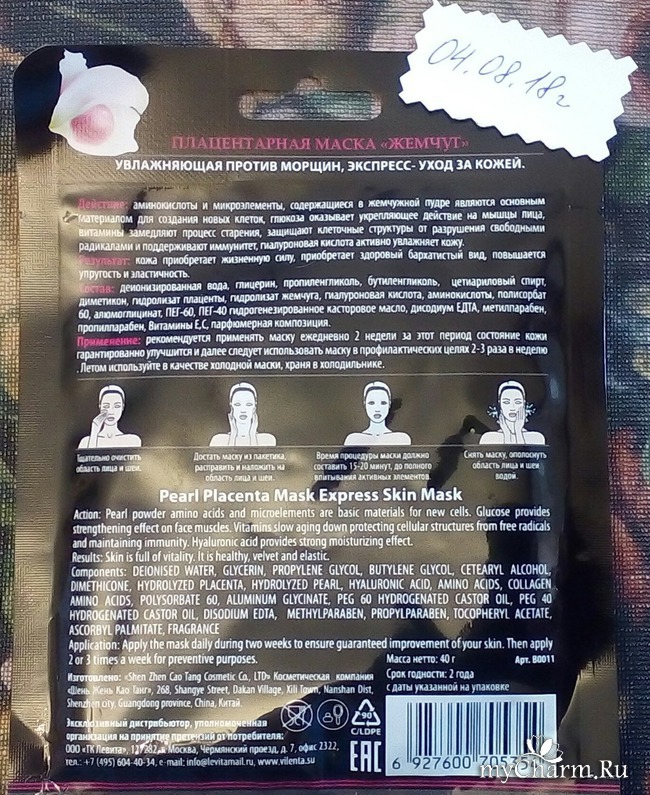 04.08.18г
ПЛАЦЕНТАРНАЯ МАСКА «ЖЕМЧУГ»
УВЛАЖНЯЮЩАЯ ПРОТИВ МОРЩИН, ЭКСПРЕСС- УХОД ЗА КОЖЕЙ.
Действие: аминокислоты и микроэлементы, содержащиеся в жемчужной пудре являются основным
материалом для создания новых клеток, глюкоза оказывает укрепляющее действие на мышцы лица,
витамины замедляют процесс старения, защищают клеточные структуры от разрушения свободными
радикалами и поддерживают иммунитет, гиалуроновая кислота активно увлажняет кожу.
Результат: кожа приобретает жизненную силу, приобретает здоровый бархатистый вид, повышается
упругость и эластичность.
Состав: деионизированная вода, глицерин, пропиленгликоль, бутиленгликоль, цетиариловый спирт,
диметикон, гидролизат плаценты, гидролизат жемчуга, гиалуроновая кислота, аминокислоты, полисорбат
60, алюмоглицинат, ПЕГ-60, ПЕГ-40 гидрогенезированное касторовое масло, дисодиум ЕДТА, метилпарабен,
пропилпарабен, Витамины Е,С, парфюмерная композиция.
Применение: рекомендуется применять маску ежедневно 2 недели за этот период состояние кожи
гарантированно улучшится и далее следует использовать маску в профилактических целях 2-3 раза в неделю
. Летом используйте в качестве холодной маски, храня в холодильнике.
Тщательно очистить
область лица и шеи.
Достать маску из пакетика,
расправить и наложить на
область лица и шеи.
Время процедуры маски должно
составить 15-20 минут, до полного
впитывания активных элементов.
Снять маску, ополоснуть
область лица и шеи
водой.
Pearl Placenta Mask Express Skin Mask
Action: Pearl powder amino acids and microelements are basic materials for new cells. Glucose provides
strengthening effect on face muscles. Vitamins slow aging down protecting cellular structures from free radicals
and maintaining immunity. Hyaluronic acid provides strong moisturizing effect.
Results: Skin is full of vitality. It is healthy, velvet and elastic.
Components: DEIONISED WATER, GLYCERIN, PROPYLENE GLYCOL, BUTYLENE GLYCOL, CETEARYL ALCOHOL,
DIMETHICONE, HYDROLYZED PLACENTA, HYDROLYZED PEARL, HYALURONIC ACID, AMINO ACIDS, COLLAGEN
AMINO ACIDS, POLYSORBATE 60, ALUMINUM GLYCINATE, PEG 60 HYDROGENATED CASTOR OIL, PEG 40
HYDROGENATED CASTOR OIL, DISODIUM EDTA, METHYLPARABEN, PROPYLPARABEN, TOCOPHERYL ACETATE,
ASCORBYL PALMITATE, FRAGRANCE
Application: Apply the mask daily during two weeks to ensure guaranteed improvement of your skin. Then apply
2 or 3 times a week for preventive purposes.
Масса нетто: 40 г Арт. B0011
Срок годности: 2 года
с даты указанной на упаковке
Изготовлено: «Shen Zhen Cao Tang Cosmetic Co., LTD» Косметическая компания
«Шень Жень Као Танг», 268, Shangye Street, Dakan Village, Xili Town, Nanshan Dist,
Shenzhen city, Guangdong province, China, Китай.
Эксклюзивный дистрибьютор, уполномоченная
организация на принятие претензий от потребителя:
ООО «ТК Левита», Москва, Чермянский проезд, д. 7, офис 2322,
тел.: +7 (495) 604-40-34, e-mail: info@levitamail.ru, www.vilenta.su
90
C/LDPE
EAC
6 927600 7053
myCharm.Ru